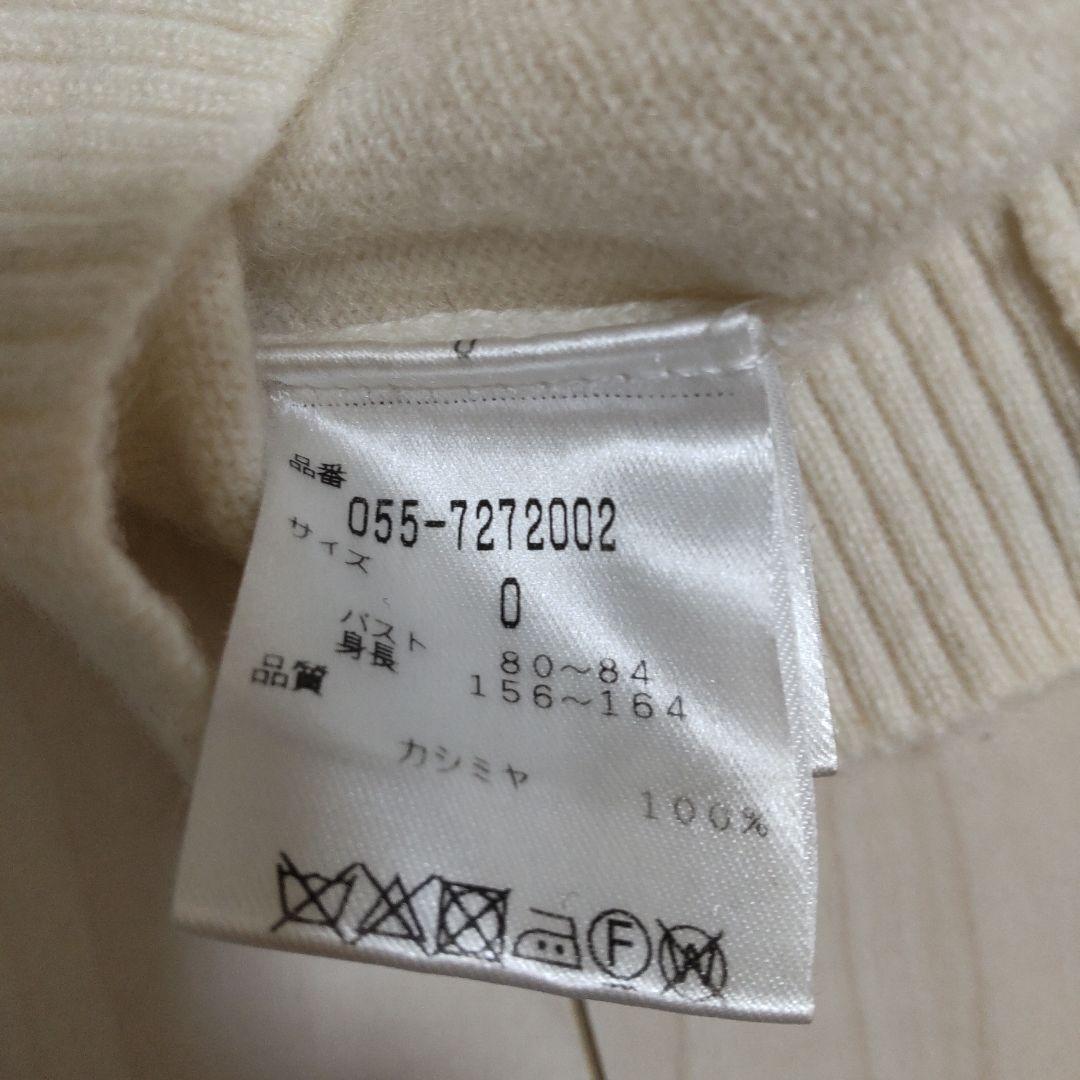 品番
055-7272002
サイズ
0
バスト 80～84
身長 156～164
品質
カシミヤ
100%
F W